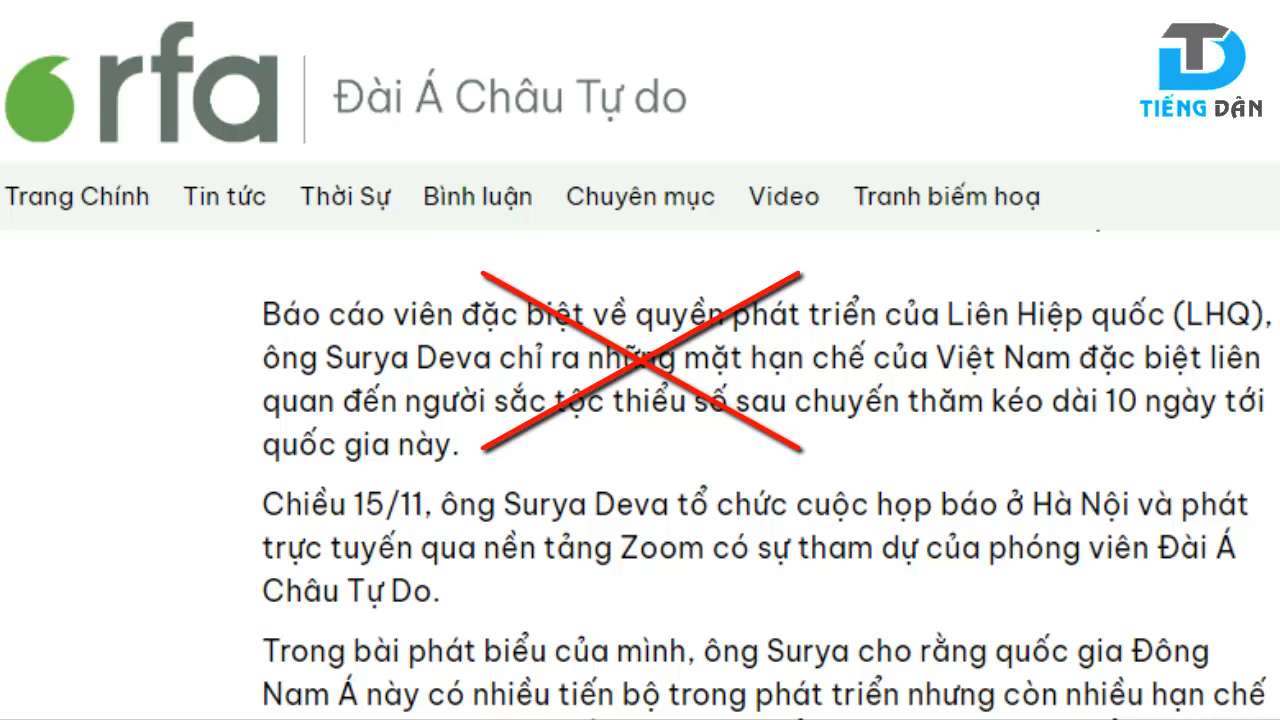 rfa Đài Á Châu Tự do
TIẾNG DÂN
Trang Chính Tin tức Thời Sự Bình luận Chuyên mục Video Tranh biếm hoạ
Báo cáo viên đặc biệt về quyền phát triển của Liên Hiệp quốc (LHQ),
ông Surya Deva chỉ ra những mặt hạn chế của Việt Nam đặc biệt liên
quan đến người sắc tộc thiểu số sau chuyến thăm kéo dài 10 ngày tới
quốc gia này.
Chiều 15/11, ông Surya Deva tổ chức cuộc họp báo ở Hà Nội và phát
trực tuyến qua nền tảng Zoom có sự tham dự của phóng viên Đài Á
Châu Tự Do.
Trong bài phát biểu của mình, ông Surya cho rằng quốc gia Đông
Nam Á này có nhiều tiến bộ trong phát triển nhưng còn nhiều hạn chế